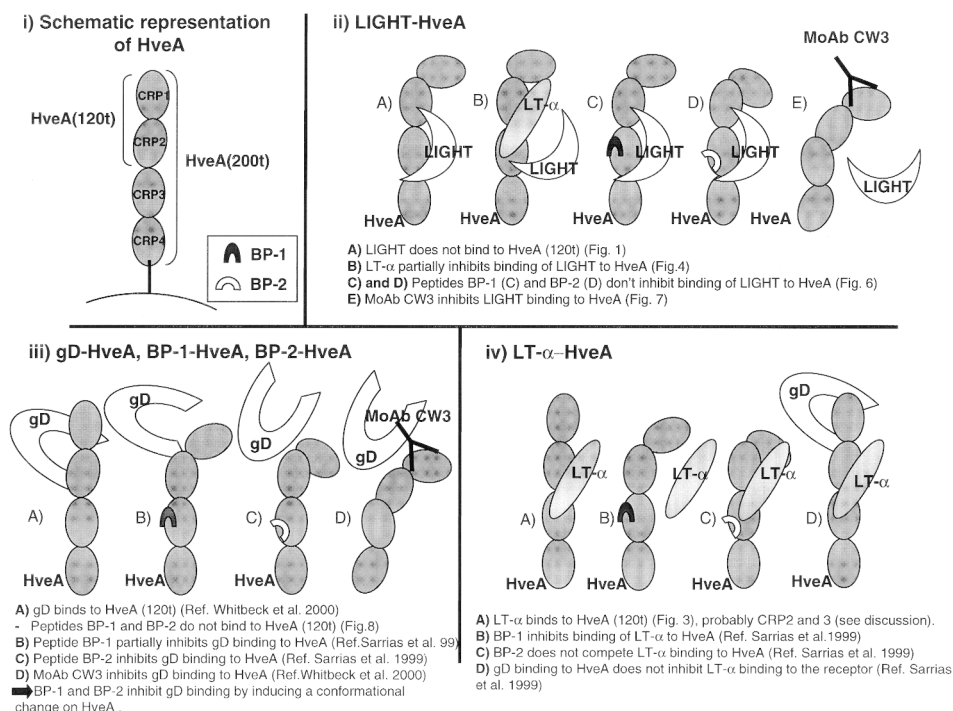 i) Schematic representation
of HveA
CRP1
HveA(120t)
CRP2
HveA(200t)
CRP3
CRP4
BP-1
BP-2
ii) LIGHT-HveA
MoAb CW3
A)
B)
C)
D)
E)
LT-α
LIGHT
LIGHT
LIGHT
LIGHT
LIGHT
HveA
HveA
HveA
HveA
HveA
A) LIGHT does not bind to HveA (120t) (Fig. 1)
B) LT-α partially inhibits binding of LIGHT to HveA (Fig.4)
C) and D) Peptides BP-1 (C) and BP-2 (D) don't inhibit binding of LIGHT to HveA (Fig. 6)
E) MoAb CW3 inhibits LIGHT binding to HveA (Fig. 7)
iii) gD-HveA, BP-1-HveA, BP-2-HveA
gD
gD
gD
gD
MoAb CW3
A)
B)
C)
D)
HveA
HveA
HveA
HveA
A) gD binds to HveA (120t) (Ref. Whitbeck et al. 2000)
- Peptides BP-1 and BP-2 do not bind to HveA (120t) (Fig.8)
B) Peptide BP-1 partially inhibits gD binding to HveA (Ref.Sarrias et al. 99)
C) Peptide BP-2 inhibits gD binding to HveA (Ref. Sarrias et al. 1999)
D) MoAb CW3 inhibits gD binding to HveA (Ref.Whitbeck et al. 2000)
BP-1 and BP-2 inhibit gD binding by inducing a conformational
change on HveA .
iv) LT-α–HveA
gD
LT-α
LT-α
LT-α
LT-α
A)
B)
C)
D)
HveA
HveA
HveA
HveA
A) LT-α binds to HveA (120t) (Fig. 3), probably CRP2 and 3 (see discussion).
B) BP-1 inhibits binding of LT-α to HveA (Ref. Sarrias et al.1999)
C) BP-2 does not compete LT-α binding to HveA (Ref. Sarrias et al. 1999)
D) gD binding to HveA does not inhibit LT-α binding to the receptor (Ref. Sarrias
et al. 1999)